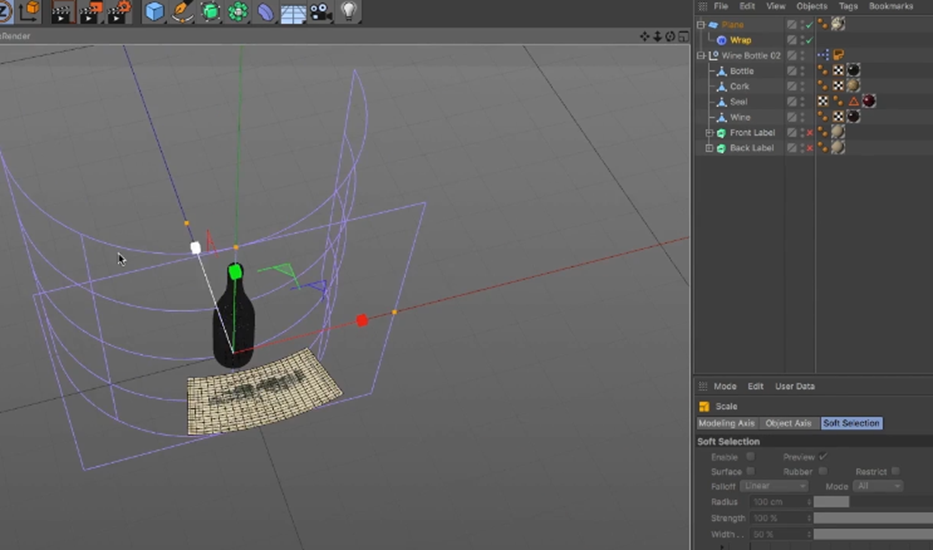 File Edit View Objects Tags Bookmarks
Render
Plane
Wrap
Wine Bottle 02
Bottle
Cork
Seel
Wine
Front Label
Back Label
Mode Edit User Data
Scale
Modeling Axis Object Axis Soft Selection
Soft Selection
Enable Preview
Surface Rubber Restrict
Falloff Linear Mode All
Radius 100 cm
Strength 100 %
Width . . 50 %